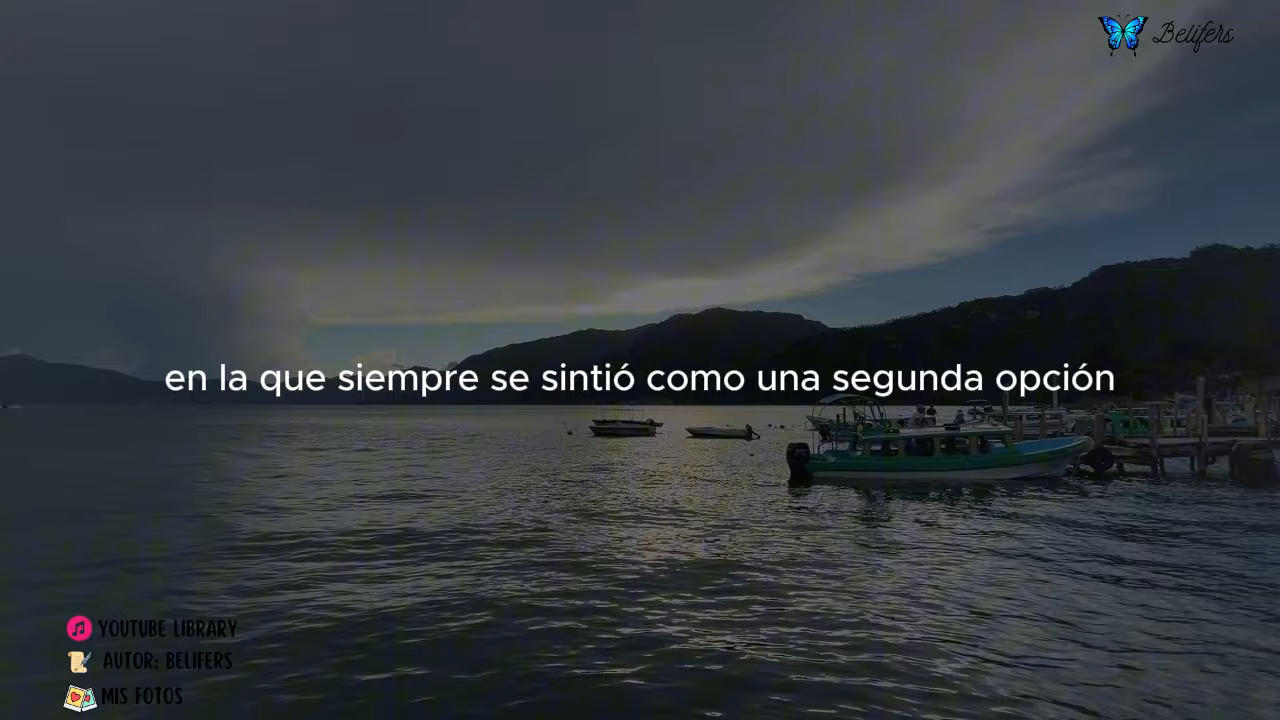 Belifers
en la que siempre se sintió como una segunda opción
YOUTUBE LIBRARY
AUTOR: BELIFERS
MIS FOTOS